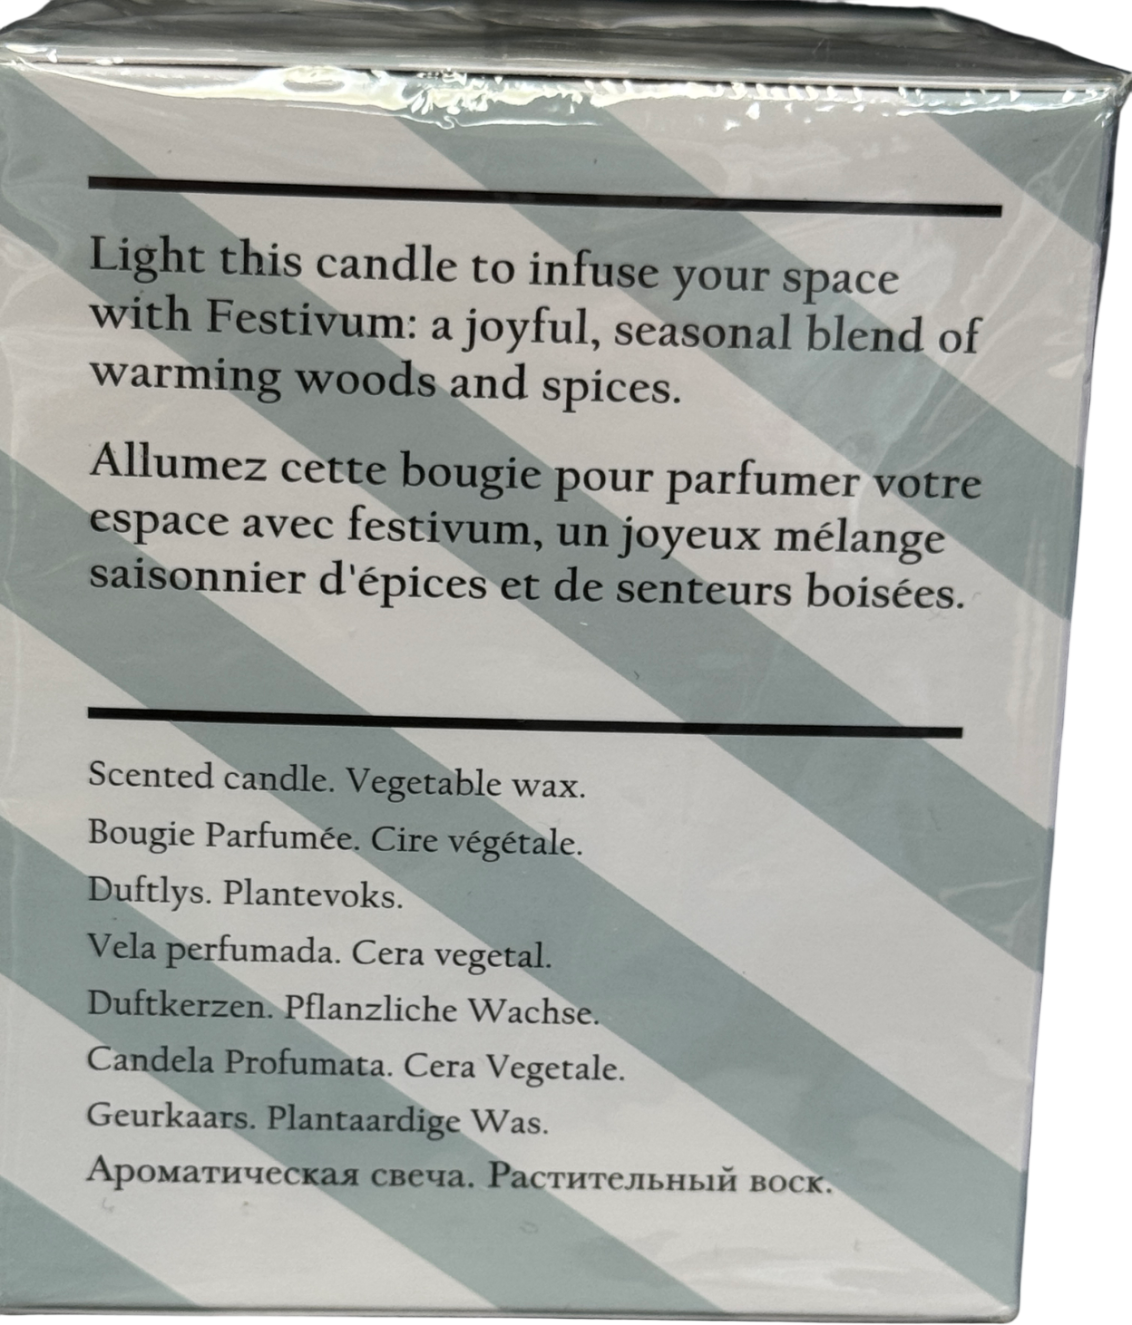 Light this candle to infuse your space
with Festivum: a joyful, seasonal blend of
warming woods and spices.
Allumez cette bougie pour parfumer votre
espace avec festivum, un joyeux mélange
saisonnier d'épices et de senteurs boisées.
Scented candle. Vegetable wax.
Bougie Parfumée. Cire végétale.
Duftlys. Plantevoks.
Vela perfumada. Cera vegetal.
Duftkerzen. Pflanzliche Wachse.
Candela Profumata. Cera Vegetale.
Geurkaars. Plantaardige Was.
Ароматическая свеча. Растительный воск.